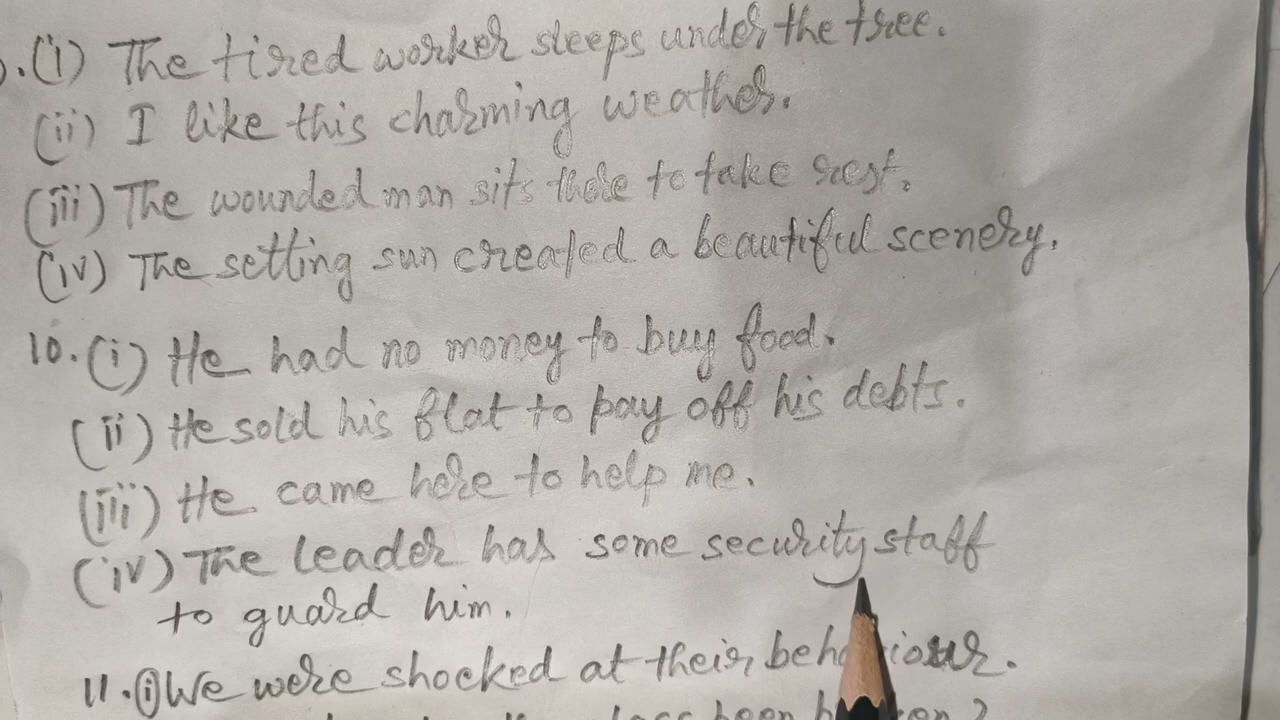 .(i) The tired worker sleeps under the tree.
(ii) I like this charming weather.
(iii) The wounded man sits there to take rest.
(iv) The setting sun created a beautiful scenery.
10. (i) He had no money to buy food.
(ii) He sold his flat to pay off his debts.
(iii) He came here to help me.
(iv) The leader has some security staff
to guard him.
11. (i) We were shocked at their behaviour.
been